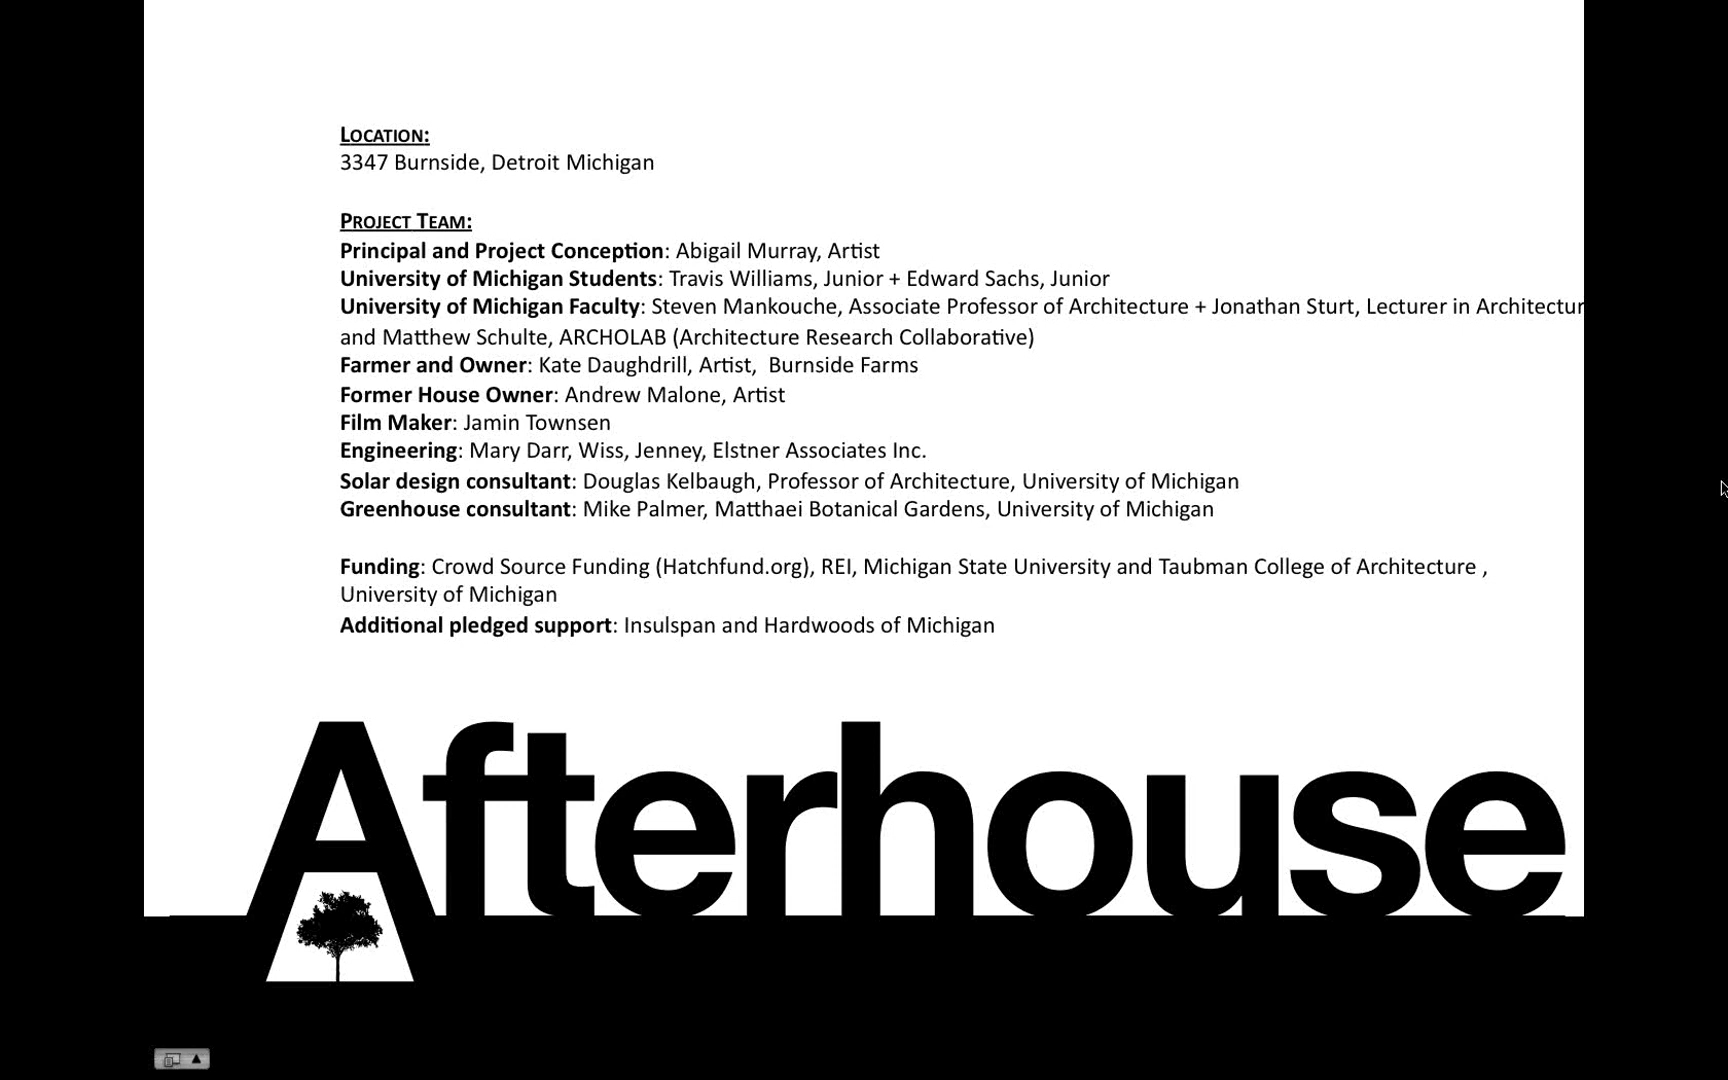 LOCATION:
3347 Burnside, Detroit Michigan
PROJECT TEAM:
Principal and Project Conception: Abigail Murray, Artist
University of Michigan Students: Travis Williams, Junior + Edward Sachs, Junior
University of Michigan Faculty: Steven Mankouche, Associate Professor of Architecture + Jonathan Sturt, Lecturer in Architectur
and Matthew Schulte, ARCHOLAB (Architecture Research Collaborative)
Farmer and Owner: Kate Daughdrill, Artist,  Burnside Farms
Former House Owner: Andrew Malone, Artist
Film Maker: Jamin Townsen
Engineering: Mary Darr, Wiss, Jenney, Elstner Associates Inc.
Solar design consultant: Douglas Kelbaugh, Professor of Architecture, University of Michigan
Greenhouse consultant: Mike Palmer, Matthaei Botanical Gardens, University of Michigan
Funding: Crowd Source Funding (Hatchfund.org), REI, Michigan State University and Taubman College of Architecture ,
University of Michigan
Additional pledged support: Insulspan and Hardwoods of Michigan
Afterhouse